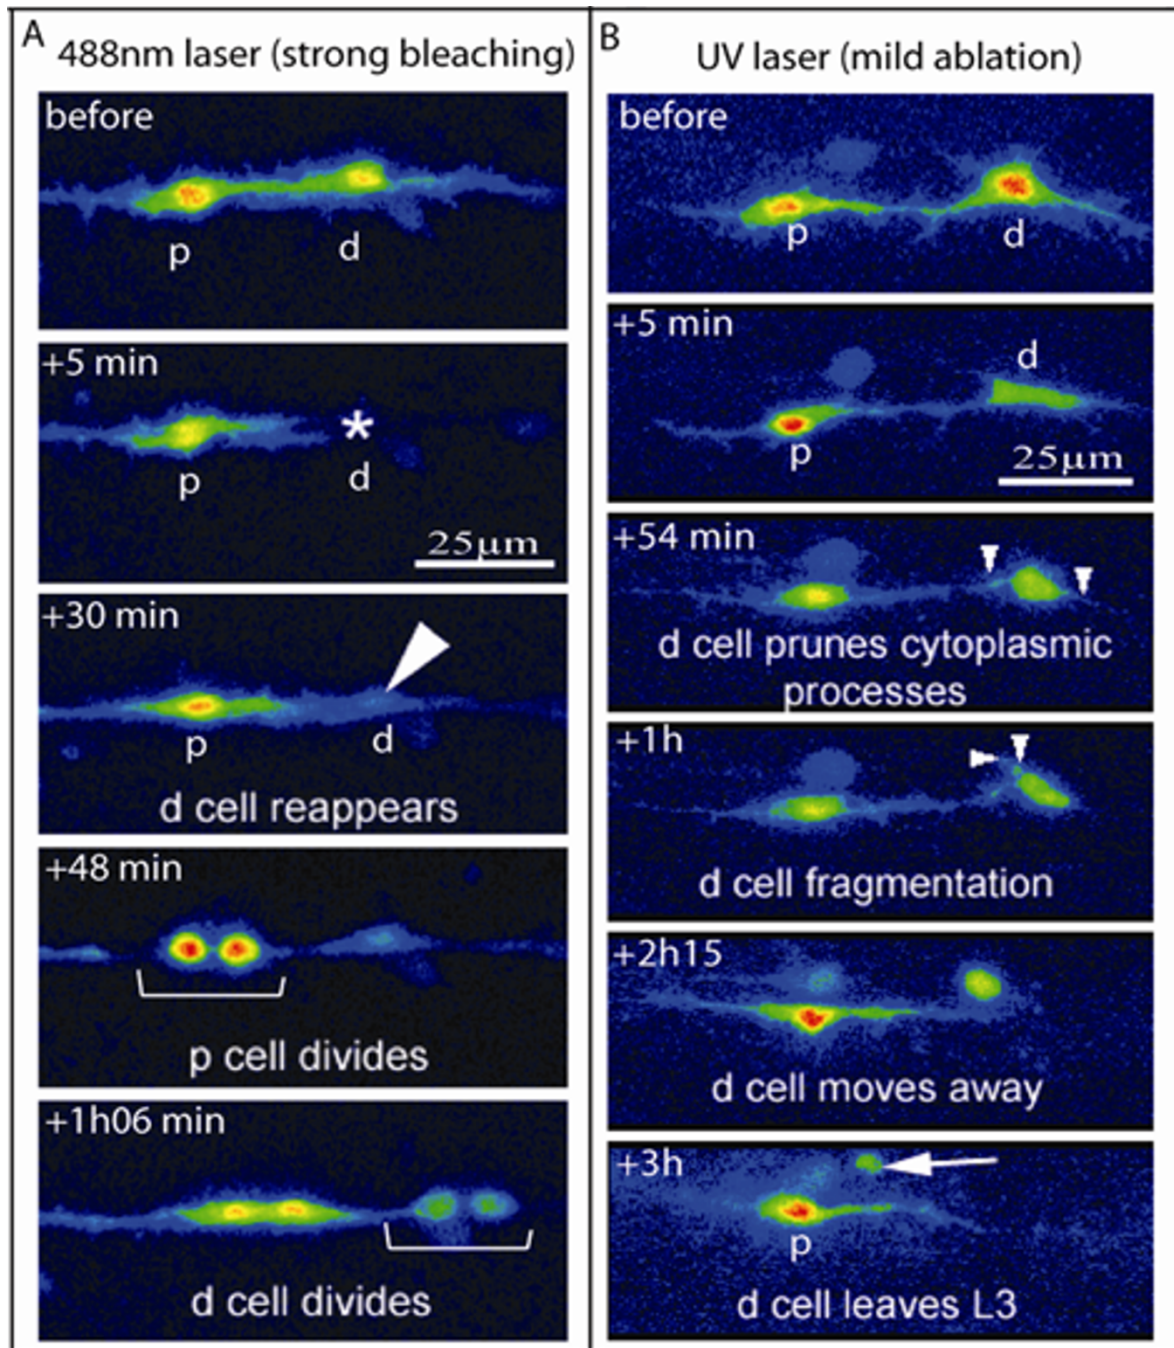 A
488nm laser (strong bleaching)
before
p
d
+5 min
*
p
d
25µm
+30 min
p
d
d cell reappears
+48 min
p cell divides
+1h06 min
d cell divides
B
UV laser (mild ablation)
before
p
d
+5 min
d
p
25µm
+54 min
d cell prunes cytoplasmic
processes
+1h
d cell fragmentation
+2h15
d cell moves away
+3h
p
d cell leaves L3